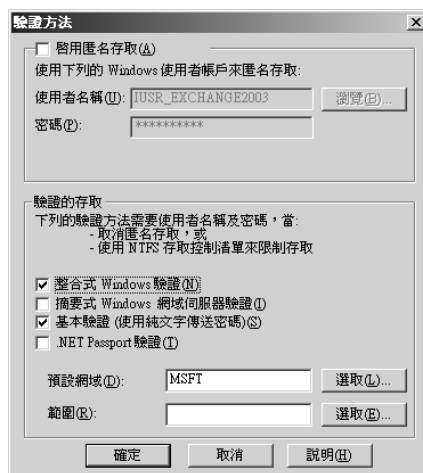 驗證方法
啓用匿名存取(A)
使用下列的 Windows 使用者帳戶來匿名存取:
使用者名稱(U): IUSR_EXCHANGE2003 瀏覽(B)...
密碼(P): **********
驗證的存取
下列的驗證方法需要使用者名稱及密碼，當:
- 取消匿名存取，或
- 使用 NTFS 存取控制清單來限制存取
整合式 Windows 驗證(N)
摘要式 Windows 網域伺服器驗證(I)
基本驗證 (使用純文字傳送密碼)(S)
.NET Passport 驗證(T)
預設網域(D): MSFT 選取(L)...
範圍(R): 選取(E)...
確定 取消 說明(H)